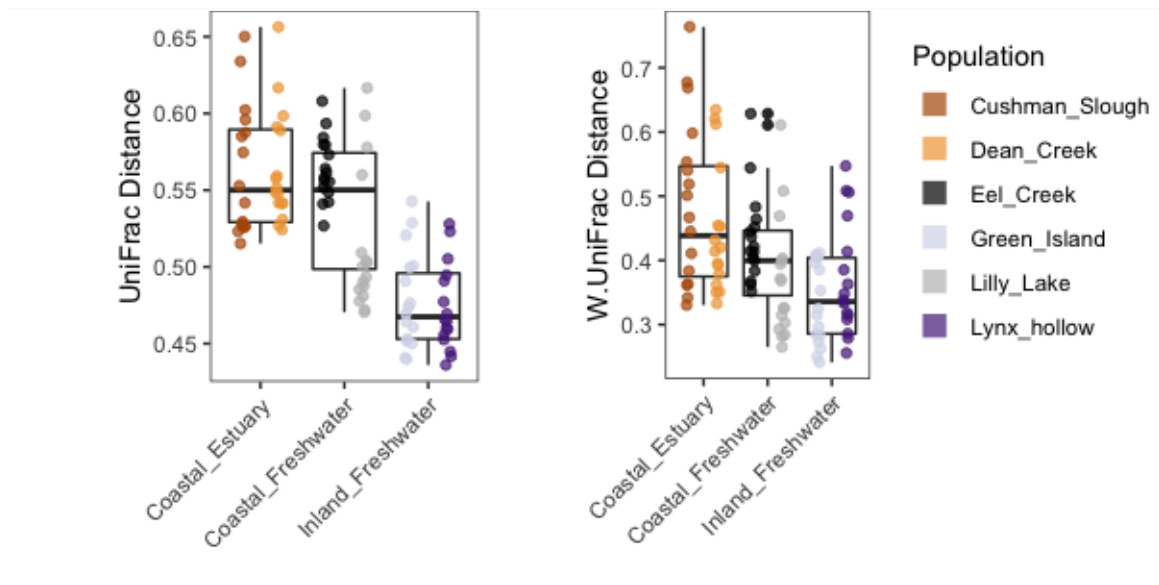 UniFrac Distance
0.65
0.60
0.55
0.50
0.45
Coastal_Estuary
Coastal_Freshwater
Inland_Freshwater
W.UniFrac Distance
0.7
0.6
0.5
0.4
0.3
Coastal_Estuary
Coastal_Freshwater
Inland_Freshwater
Population
Cushman_Slough
Dean_Creek
Eel_Creek
Green_Island
Lilly_Lake
Lynx_hollow